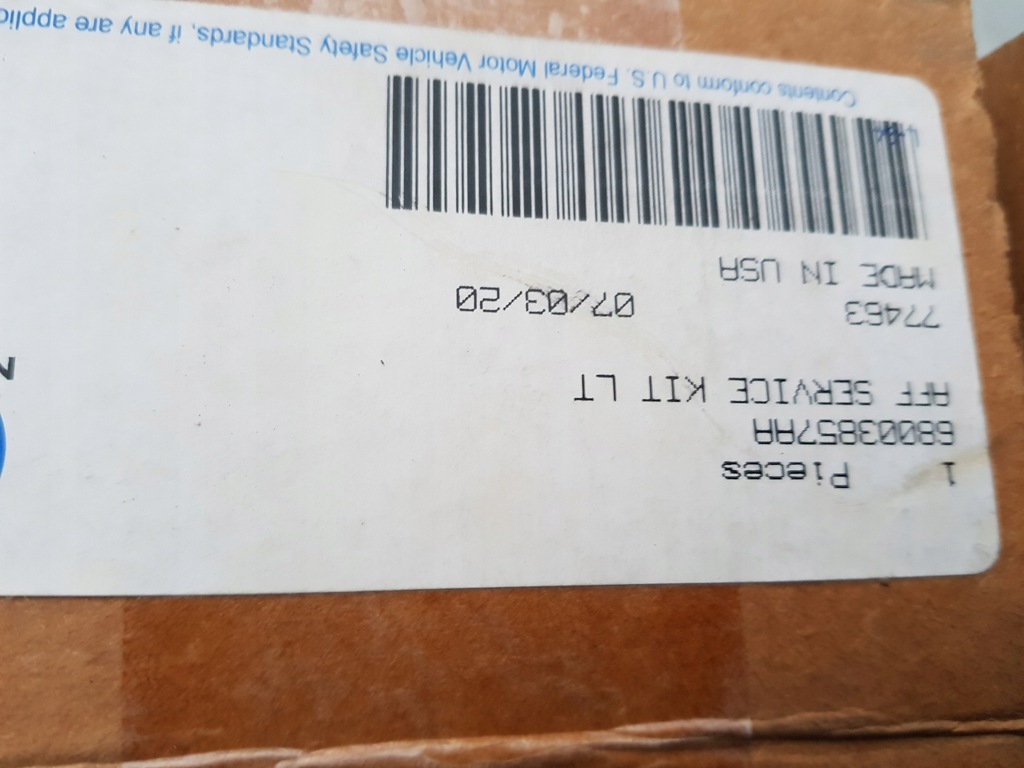 1 Pieces
68003857AA
AFF SERVICE KIT LT
77463 07/03/20
MADE IN USA
Contents conform to U.S. Federal Motor Vehicle Safety Standards, if any are
N